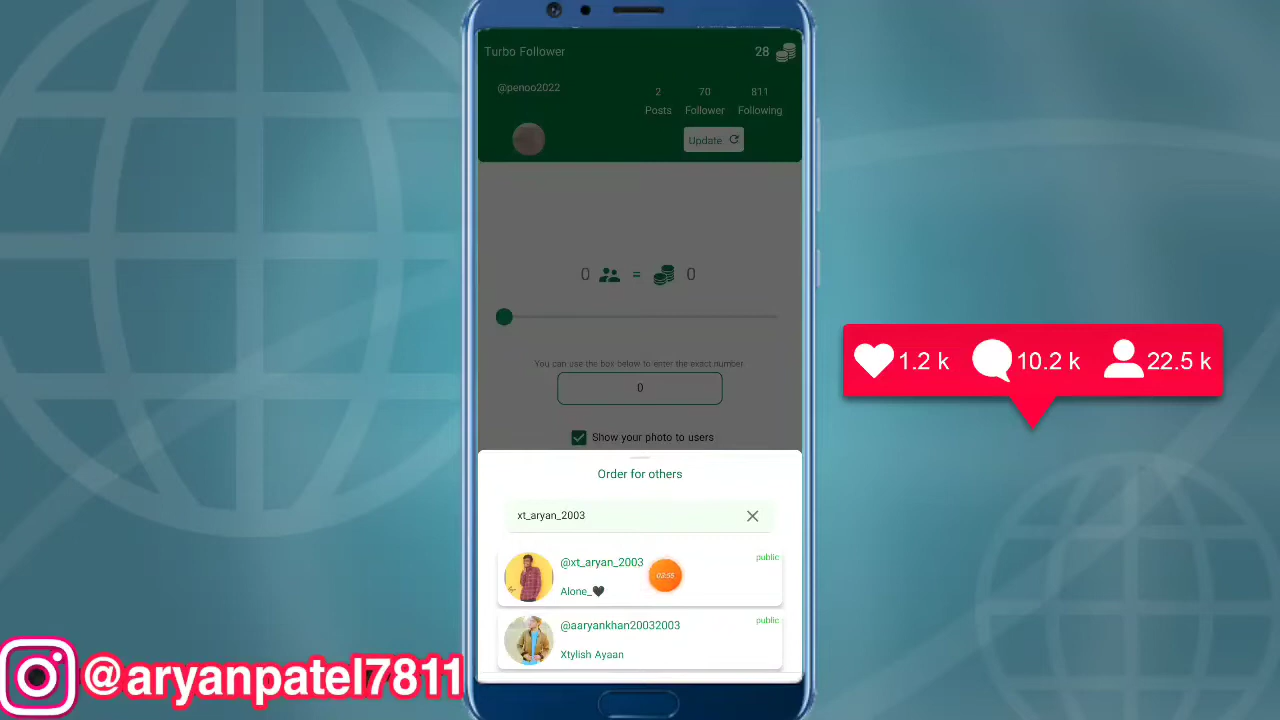 Turbo Follower
28
@penoo2022
2
70
811
Posts
Follower
Following
Update
0 = 0
You can use the box below to enter the exact number
0
Show your photo to users
Order for others
xt_aryan_2003
@xt_aryan_2003
public
Alone_🖤
@aaryankhan20032003
public
Xtylish Ayaan
1.2 k
10.2 k
22.5 k
@aryanpatel7811